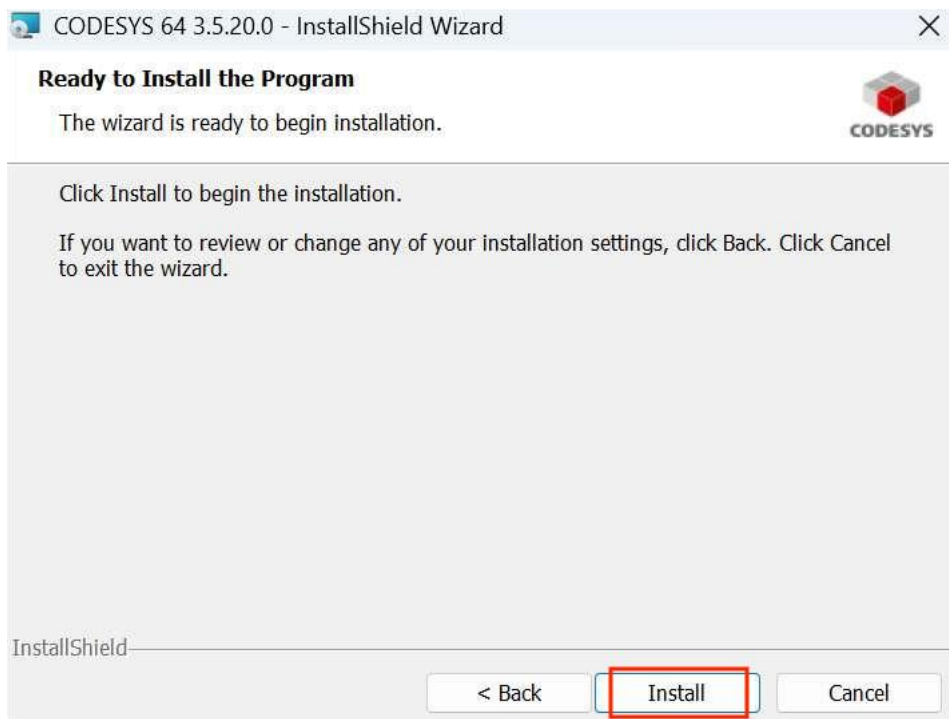 CODESYS 64 3.5.20.0 - InstallShield Wizard
Ready to Install the Program
The wizard is ready to begin installation.
CODESYS
Click Install to begin the installation.
If you want to review or change any of your installation settings, click Back. Click Cancel
to exit the wizard.
InstallShield
< Back Install Cancel